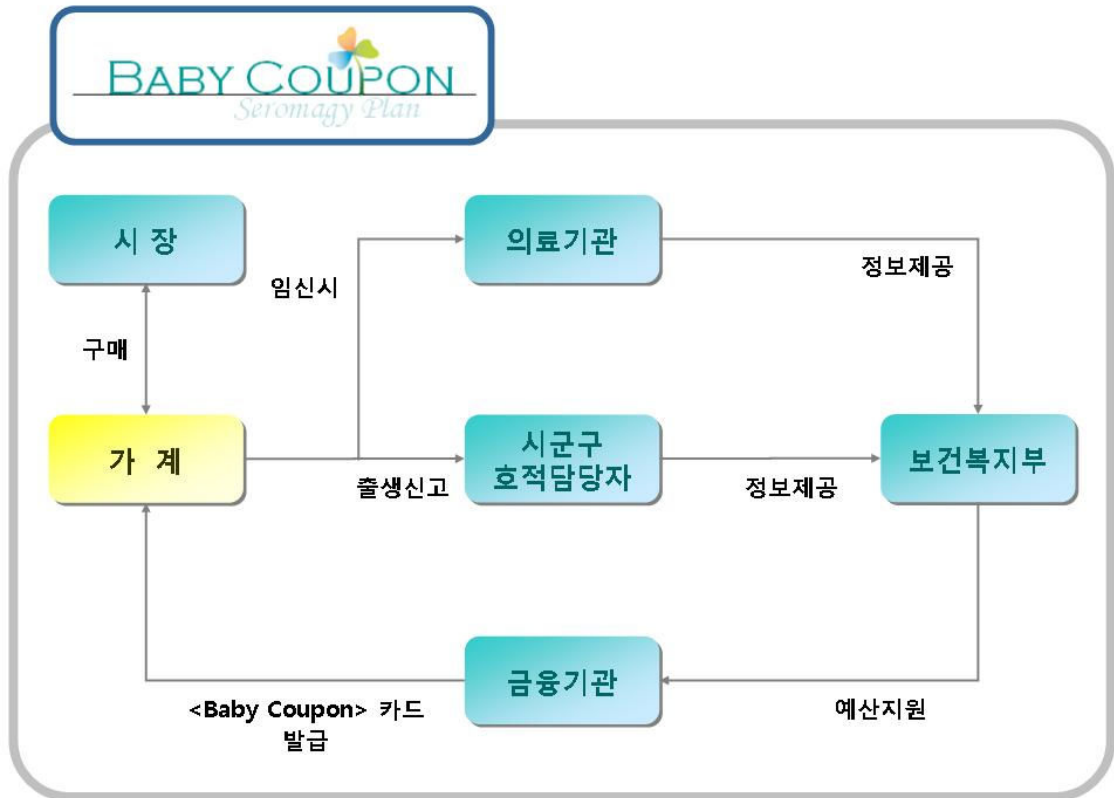 BABY COUPON
Seromagy Plan
시 장
의료기관
정보제공
임신시
구매
가 계
시군구
호적담당자
보건복지부
출생신고
정보제공
금융기관
<Baby Coupon> 카드
발급
예산지원